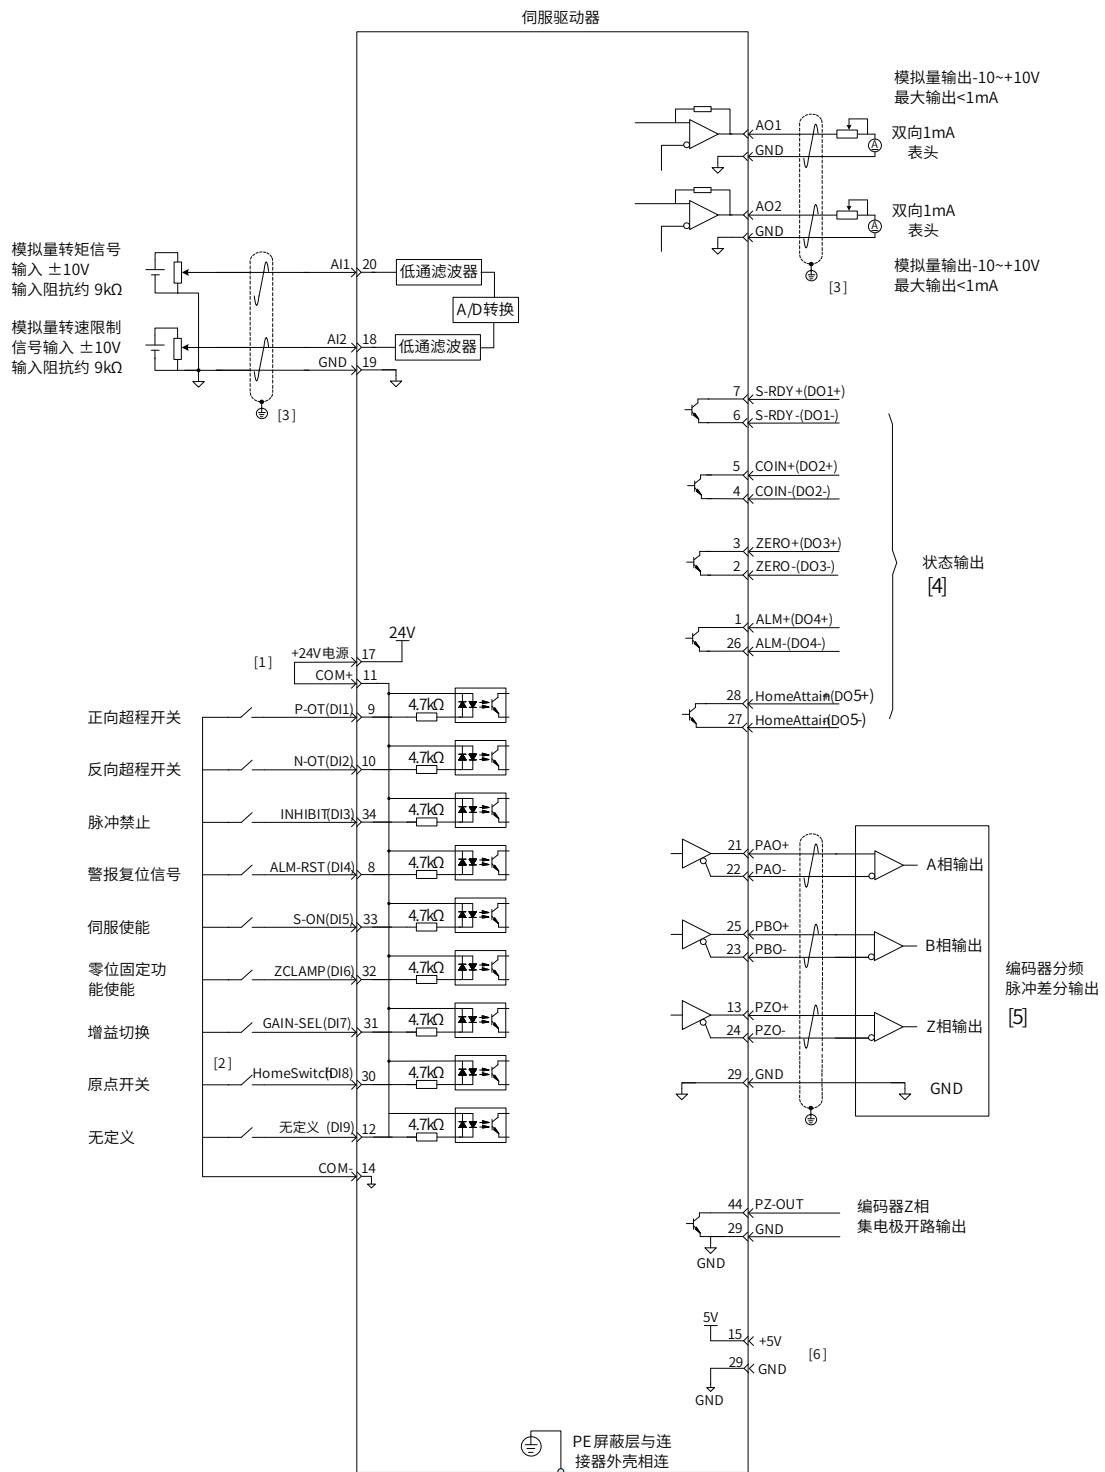 伺服驱动器
模拟量输出-10~+10V
最大输出<1mA
AO1
GND
双向1mA
表头
A
AO2
GND
双向1mA
表头
A
模拟量输出-10~+10V
最大输出<1mA
[3]
模拟量转矩信号
输入 ±10V
输入阻抗约 9kΩ
AI1 20
低通滤波器
A/D转换
模拟量转速限制
信号输入 ±10V
输入阻抗约 9kΩ
AI2 18
低通滤波器
GND 19
[3]
7 S-RDY+(DO1+)
6 S-RDY-(DO1-)
5 COIN+(DO2+)
4 COIN-(DO2-)
3 ZERO+(DO3+)
2 ZERO-(DO3-)
1 ALM+(DO4+)
26 ALM-(DO4-)
28 HomeAttain+(DO5+)
27 HomeAttain-(DO5-)
状态输出
[4]
24V
[1]
+24V电源 17
COM+ 11
正向超程开关 P-OT(DI1) 9 4.7kΩ
反向超程开关 N-OT(DI2) 10 4.7kΩ
脉冲禁止 INHIBIT(DI3) 34 4.7kΩ
警报复位信号 ALM-RST(DI4) 8 4.7kΩ
伺服使能 S-ON(DI5) 33 4.7kΩ
零位固定功
能使能
ZCLAMP(DI6) 32 4.7kΩ
增益切换 GAIN-SEL(DI7) 31 4.7kΩ
[2]
原点开关 HomeSwitch(DI8) 30 4.7kΩ
无定义 无定义 (DI9) 12 4.7kΩ
COM- 14
21 PAO+
22 PAO-
A相输出
25 PBO+
23 PBO-
B相输出
13 PZO+
24 PZO-
Z相输出
29 GND
GND
编码器分频
脉冲差分输出
[5]
44 PZ-OUT
29 GND
GND
编码器Z相
集电极开路输出
5V
15 +5V
29 GND
GND
[6]
PE屏蔽层与连
接器外壳相连